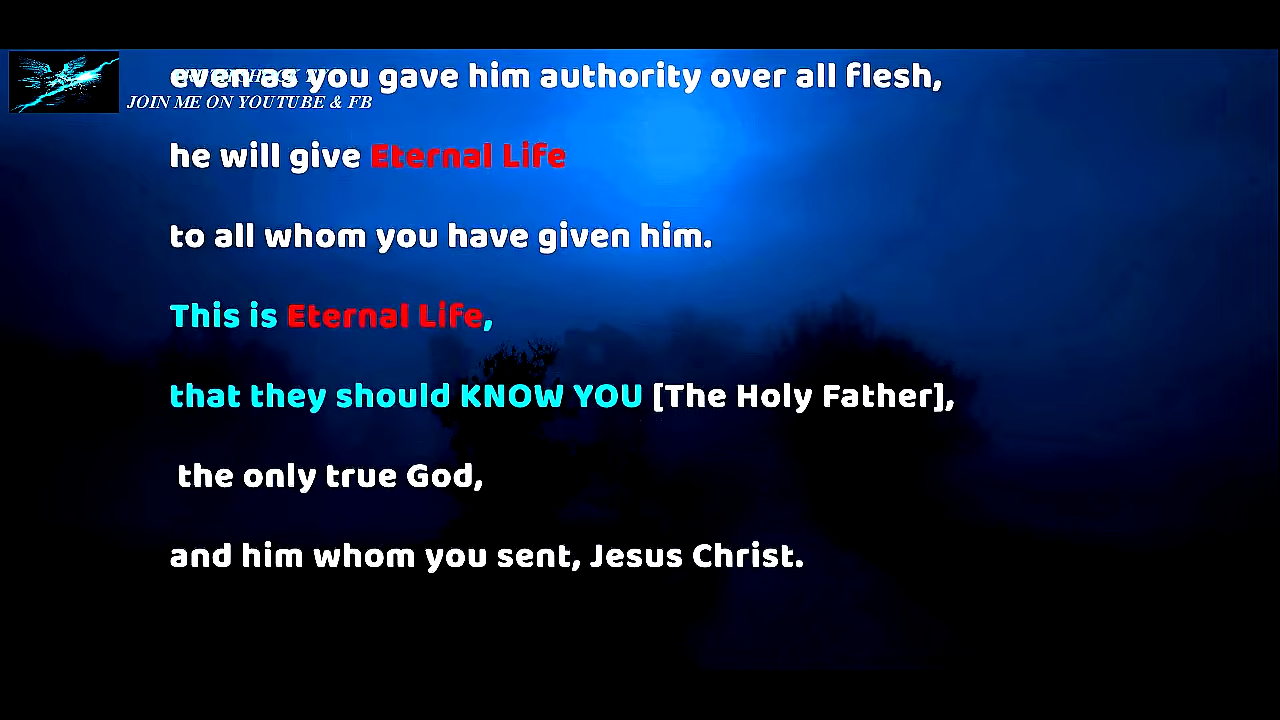 even as you gave him authority over all flesh,
JOIN ME ON YOUTUBE & FB
he will give Eternal Life
to all whom you have given him.
This is Eternal Life,
that they should KNOW YOU [The Holy Father],
the only true God,
and him whom you sent, Jesus Christ.